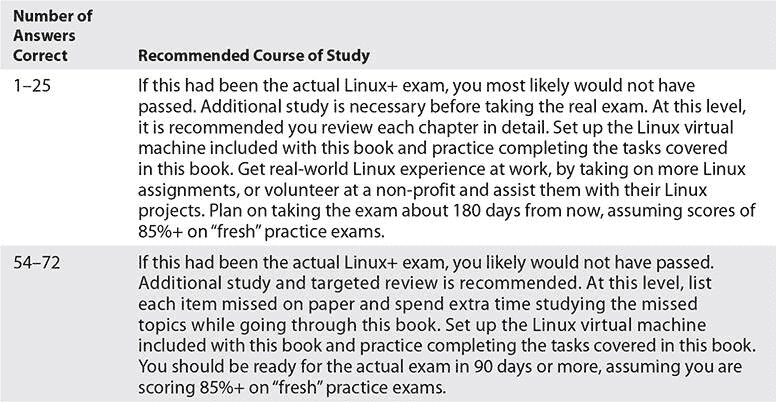 Number of
Answers
Correct Recommended Course of Study
1–25 If this had been the actual Linux+ exam, you most likely would not have
passed. Additional study is necessary before taking the real exam. At this level,
it is recommended you review each chapter in detail. Set up the Linux virtual
machine included with this book and practice completing the tasks covered
in this book. Get real-world Linux experience at work, by taking on more Linux
assignments, or volunteer at a non-profit and assist them with their Linux
projects. Plan on taking the exam about 180 days from now, assuming scores of
85%+ on “fresh” practice exams.
54–72 If this had been the actual Linux+ exam, you likely would not have passed.
Additional study and targeted review is recommended. At this level, list
each item missed on paper and spend extra time studying the missed
topics while going through this book. Set up the Linux virtual machine
included with this book and practice completing the tasks covered in this book.
You should be ready for the actual exam in 90 days or more, assuming you are
scoring 85%+ on “fresh” practice exams.